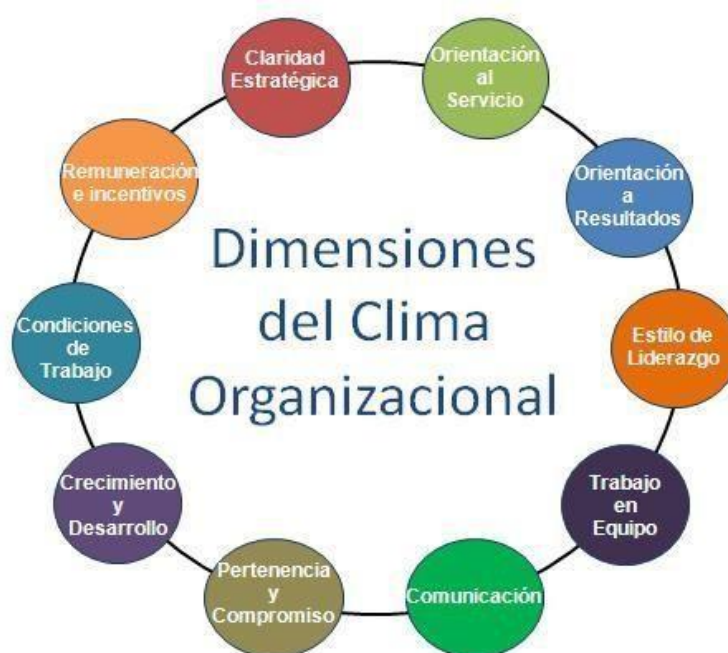 Claridad
Estratégica
Orientación
al
Servicio
Orientación
a
Resultados
Estilo de
Liderazgo
Trabajo
en
Equipo
Comunicación
Pertenencia
y
Compromiso
Crecimiento
y
Desarrollo
Condiciones
de
Trabajo
Remuneración
e incentivos
Dimensiones
del Clima
Organizacional